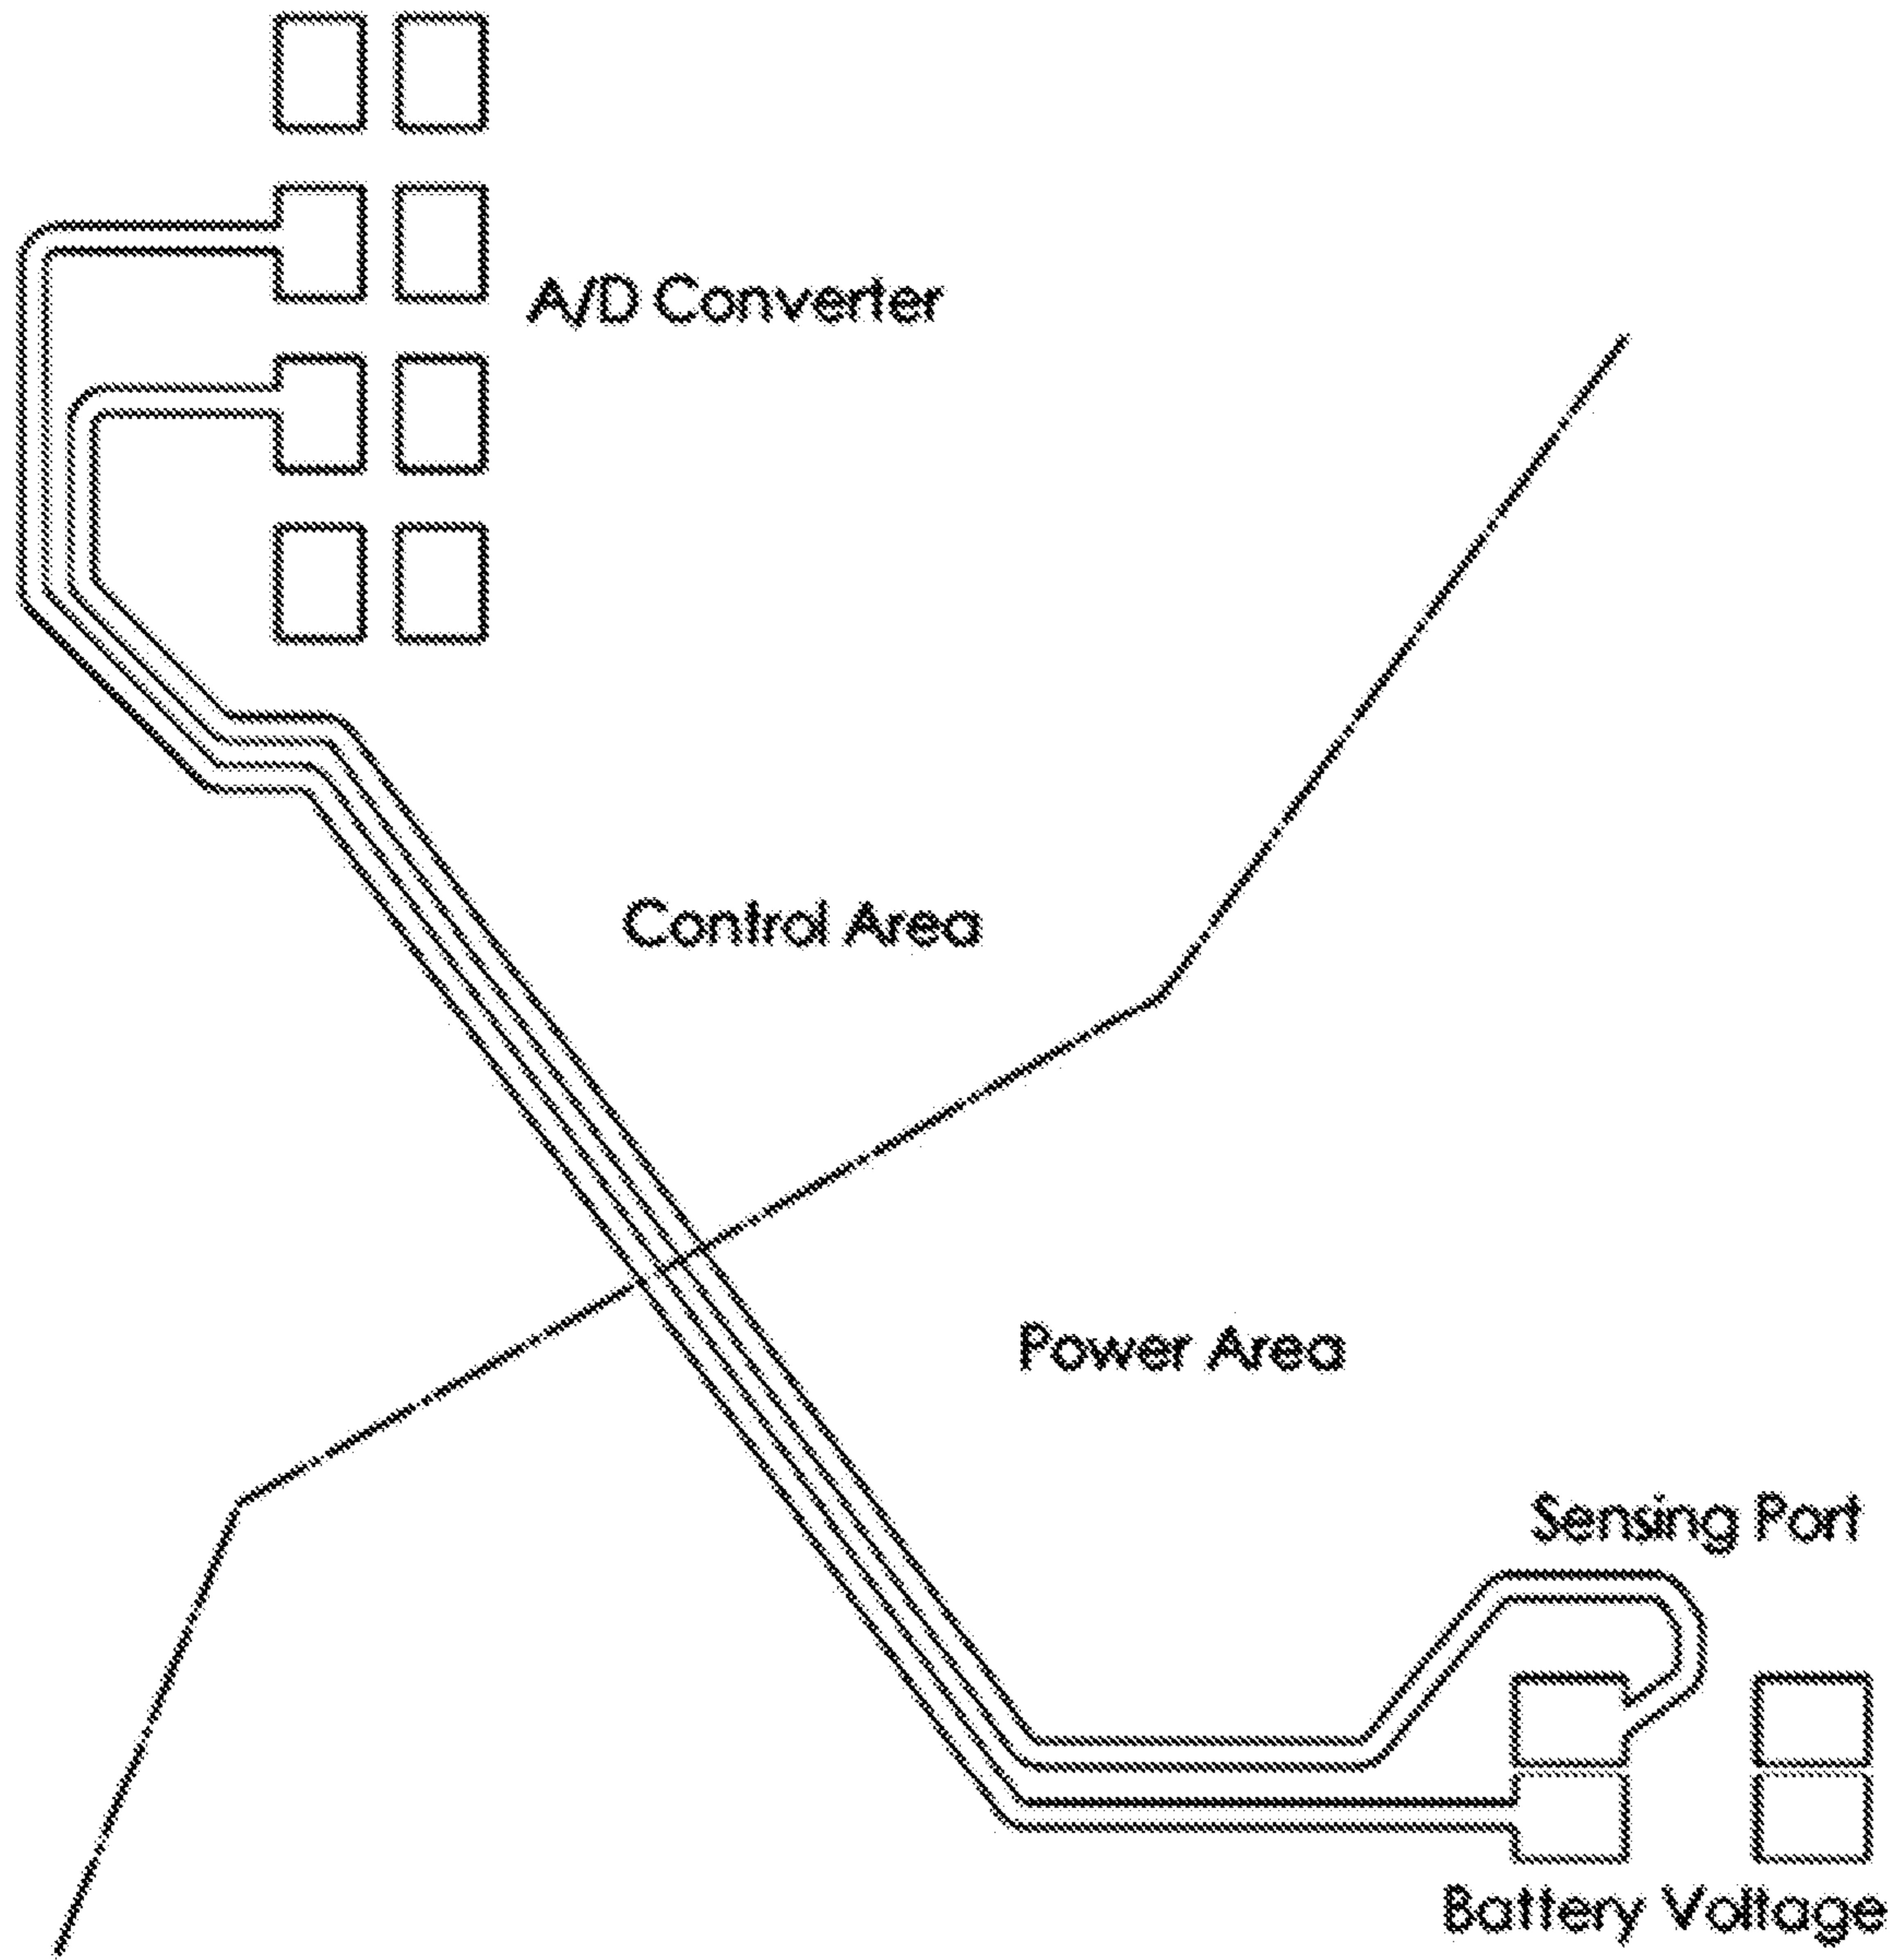 A/D Converter
Control Area
Power Area
Sensing Port
Battery Voltage